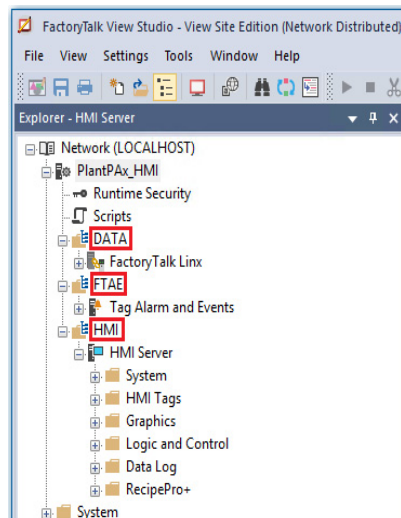 FactoryTalk View Studio - View Site Edition (Network Distributed)
File View Settings Tools Window Help
Explorer - HMI Server
Network (LOCALHOST)
PlantPAx_HMI
Runtime Security
Scripts
DATA
FactoryTalk Linx
FTAE
Tag Alarm and Events
HMI
HMI Server
System
HMI Tags
Graphics
Logic and Control
Data Log
RecipePro+
System